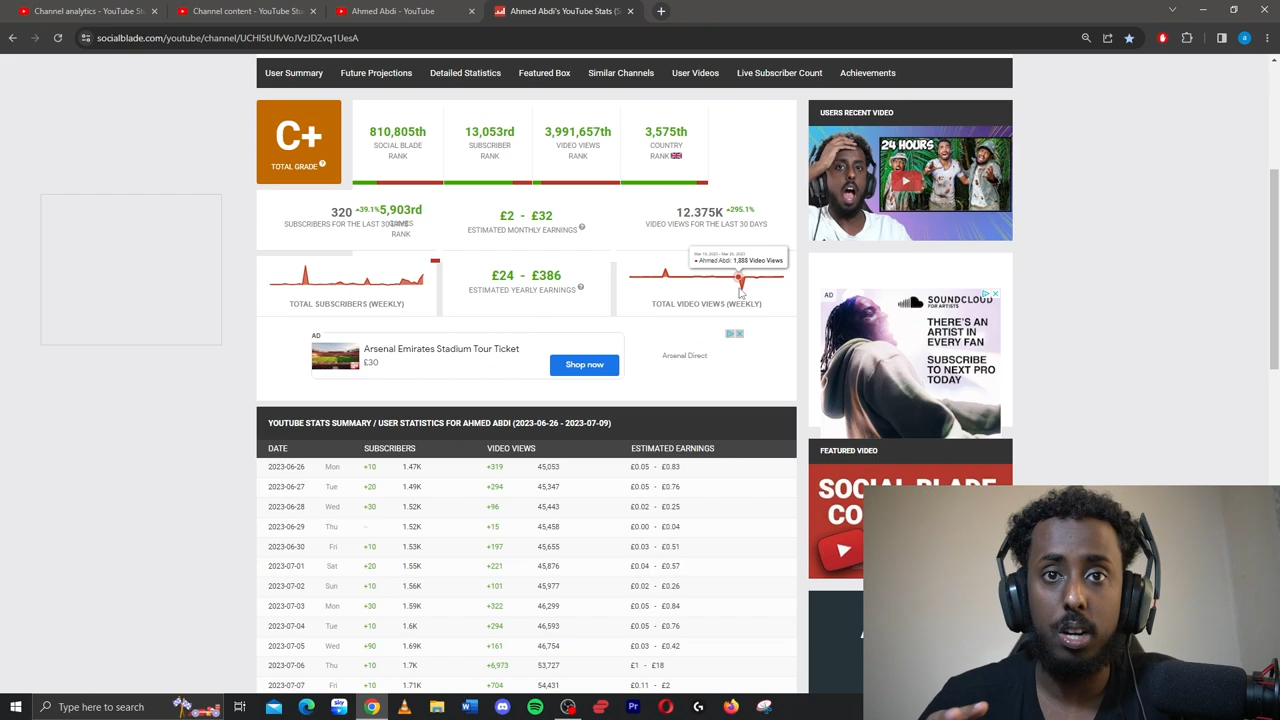 Channel analytics - YouTube St
Channel content - YouTube St
Ahmed Abdi - YouTube
Ahmed Abdi's YouTube Stats (S
socialblade.com/youtube/channel/UCHI5tUfvVoJVzJDZvq1UesA
User Summary
Future Projections
Detailed Statistics
Featured Box
Similar Channels
User Videos
Live Subscriber Count
Achievements
C+
TOTAL GRADE
810,805th
SOCIAL BLADE
RANK
13,053rd
SUBSCRIBER
RANK
3,991,657th
VIDEO VIEWS
RANK
3,575th
COUNTRY
RANK
320 39.1%
SUBSCRIBERS FOR THE LAST 30
5,903rd
RANK
£2 - £32
ESTIMATED MONTHLY EARNINGS
12.375K 295.1%
VIDEO VIEWS FOR THE LAST 30 DAYS
TOTAL SUBSCRIBERS (WEEKLY)
£24 - £386
ESTIMATED YEARLY EARNINGS
Ahmed Abdi: 1,888 Video Views
TOTAL VIDEO VIEWS (WEEKLY)
AD
Arsenal Emirates Stadium Tour Ticket
£30
Shop now
Arsenal Direct
YOUTUBE STATS SUMMARY / USER STATISTICS FOR AHMED ABDI (2023-06-26 - 2023-07-09)
DATE SUBSCRIBERS VIDEO VIEWS ESTIMATED EARNINGS
2023-06-26 Mon +10 1.47K +319 45,053 £0.05 - £0.83
2023-06-27 Tue +20 1.49K +294 45,347 £0.05 - £0.76
2023-06-28 Wed +30 1.52K +96 45,443 £0.02 - £0.25
2023-06-29 Thu -- 1.52K +15 45,458 £0.00 - £0.04
2023-06-30 Fri +10 1.53K +197 45,655 £0.03 - £0.51
2023-07-01 Sat +20 1.55K +221 45,876 £0.04 - £0.57
2023-07-02 Sun +10 1.56K +101 45,977 £0.02 - £0.26
2023-07-03 Mon +30 1.59K +322 46,299 £0.05 - £0.84
2023-07-04 Tue +10 1.6K +294 46,593 £0.05 - £0.76
2023-07-05 Wed +90 1.69K +161 46,754 £0.03 - £0.42
2023-07-06 Thu +10 1.7K +6,973 53,727 £1 - £18
2023-07-07 Fri +10 1.71K +704 54,431 £0.11 - £2
USERS RECENT VIDEO
24 HOURS
AD
SOUNDCLOUD
FOR ARTISTS
THERE'S AN
ARTIST IN
EVERY FAN
SUBSCRIBE
TO NEXT PRO
TODAY
FEATURED VIDEO
SOCIAL BLADE
CO
Type here to search
sky